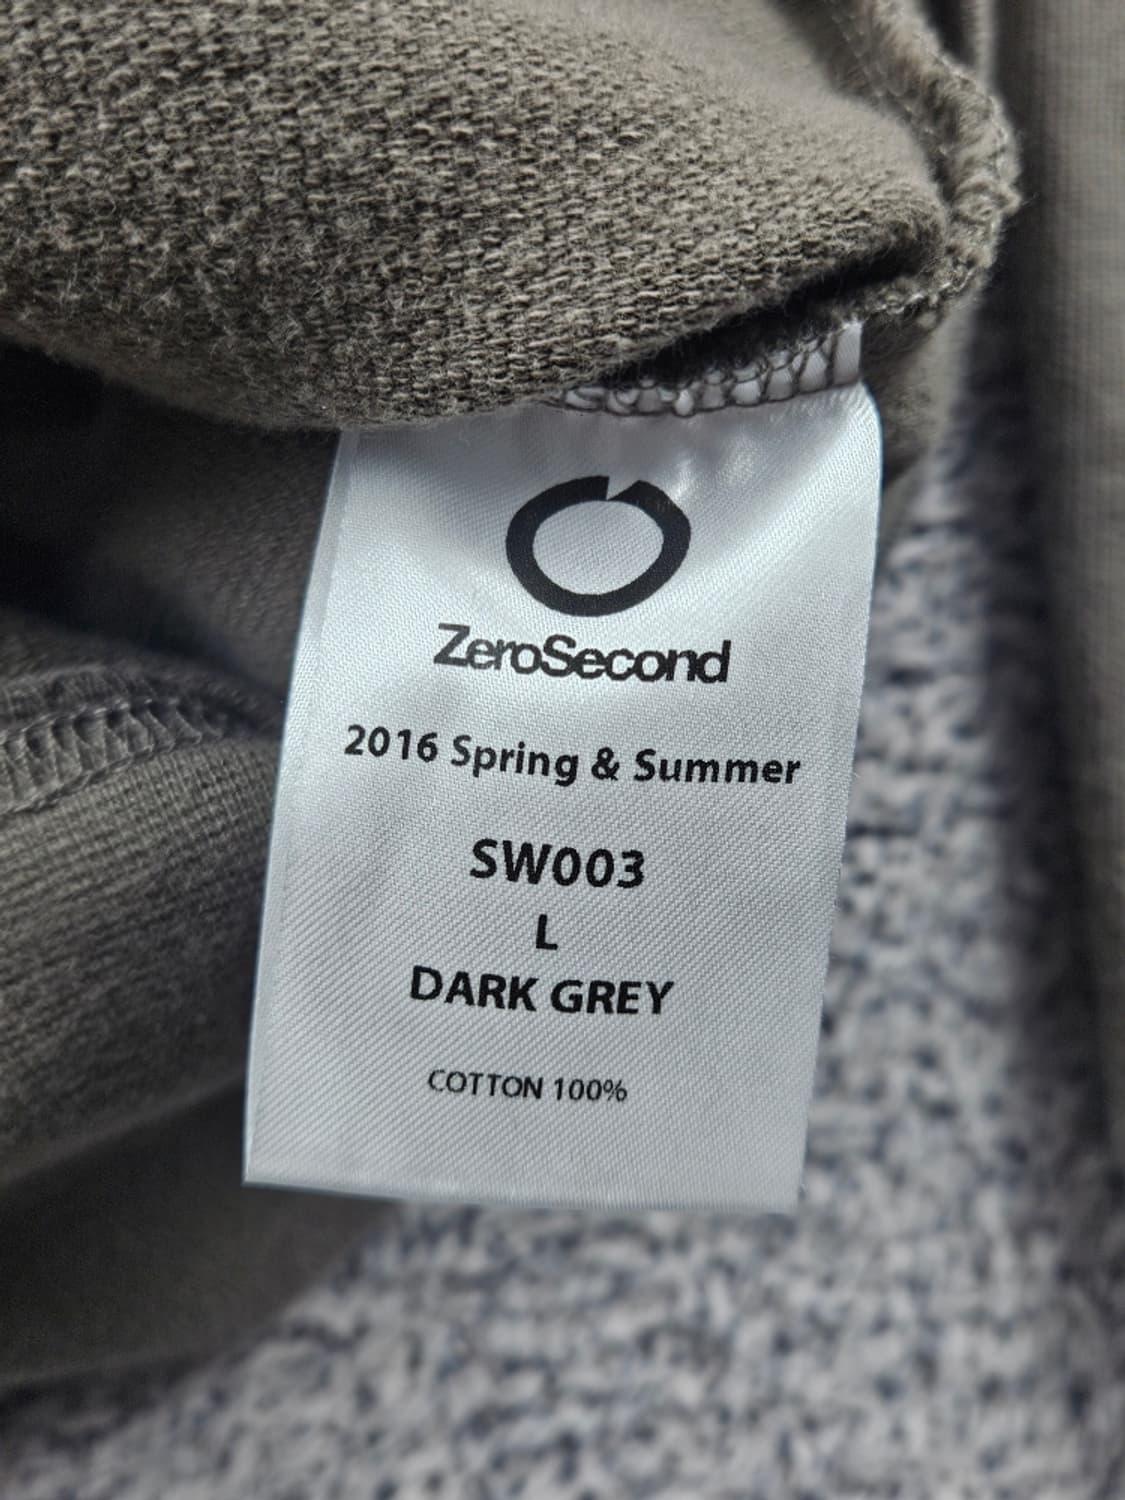 ZeroSecond
2016 Spring & Summer
SW003
L
DARK GREY
COTTON 100%